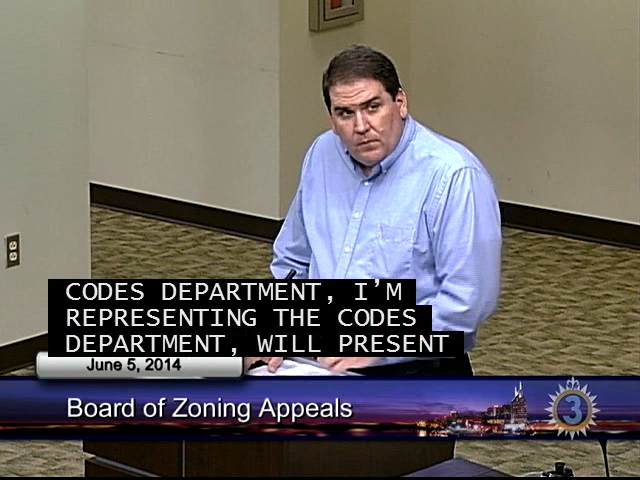 CODES DEPARTMENT, I'M
REPRESENTING THE CODES
DEPARTMENT, WILL PRESENT
June 5, 2014
Board of Zoning Appeals
3